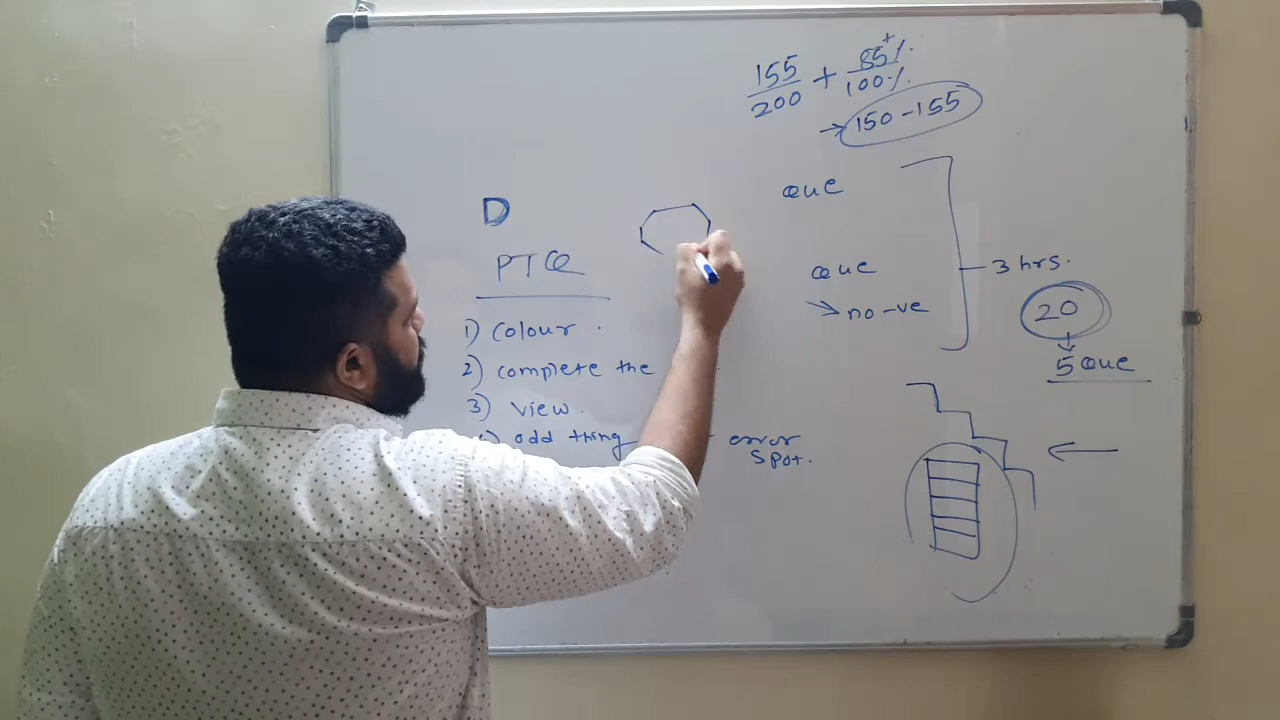 155/200 + 85+%/100%
→ 150-155
D
que
PTQ
que
3 hrs.
→ no -ve
20
1) colour.
5 que
2) complete the
3) view.
odd thing
error
spot.